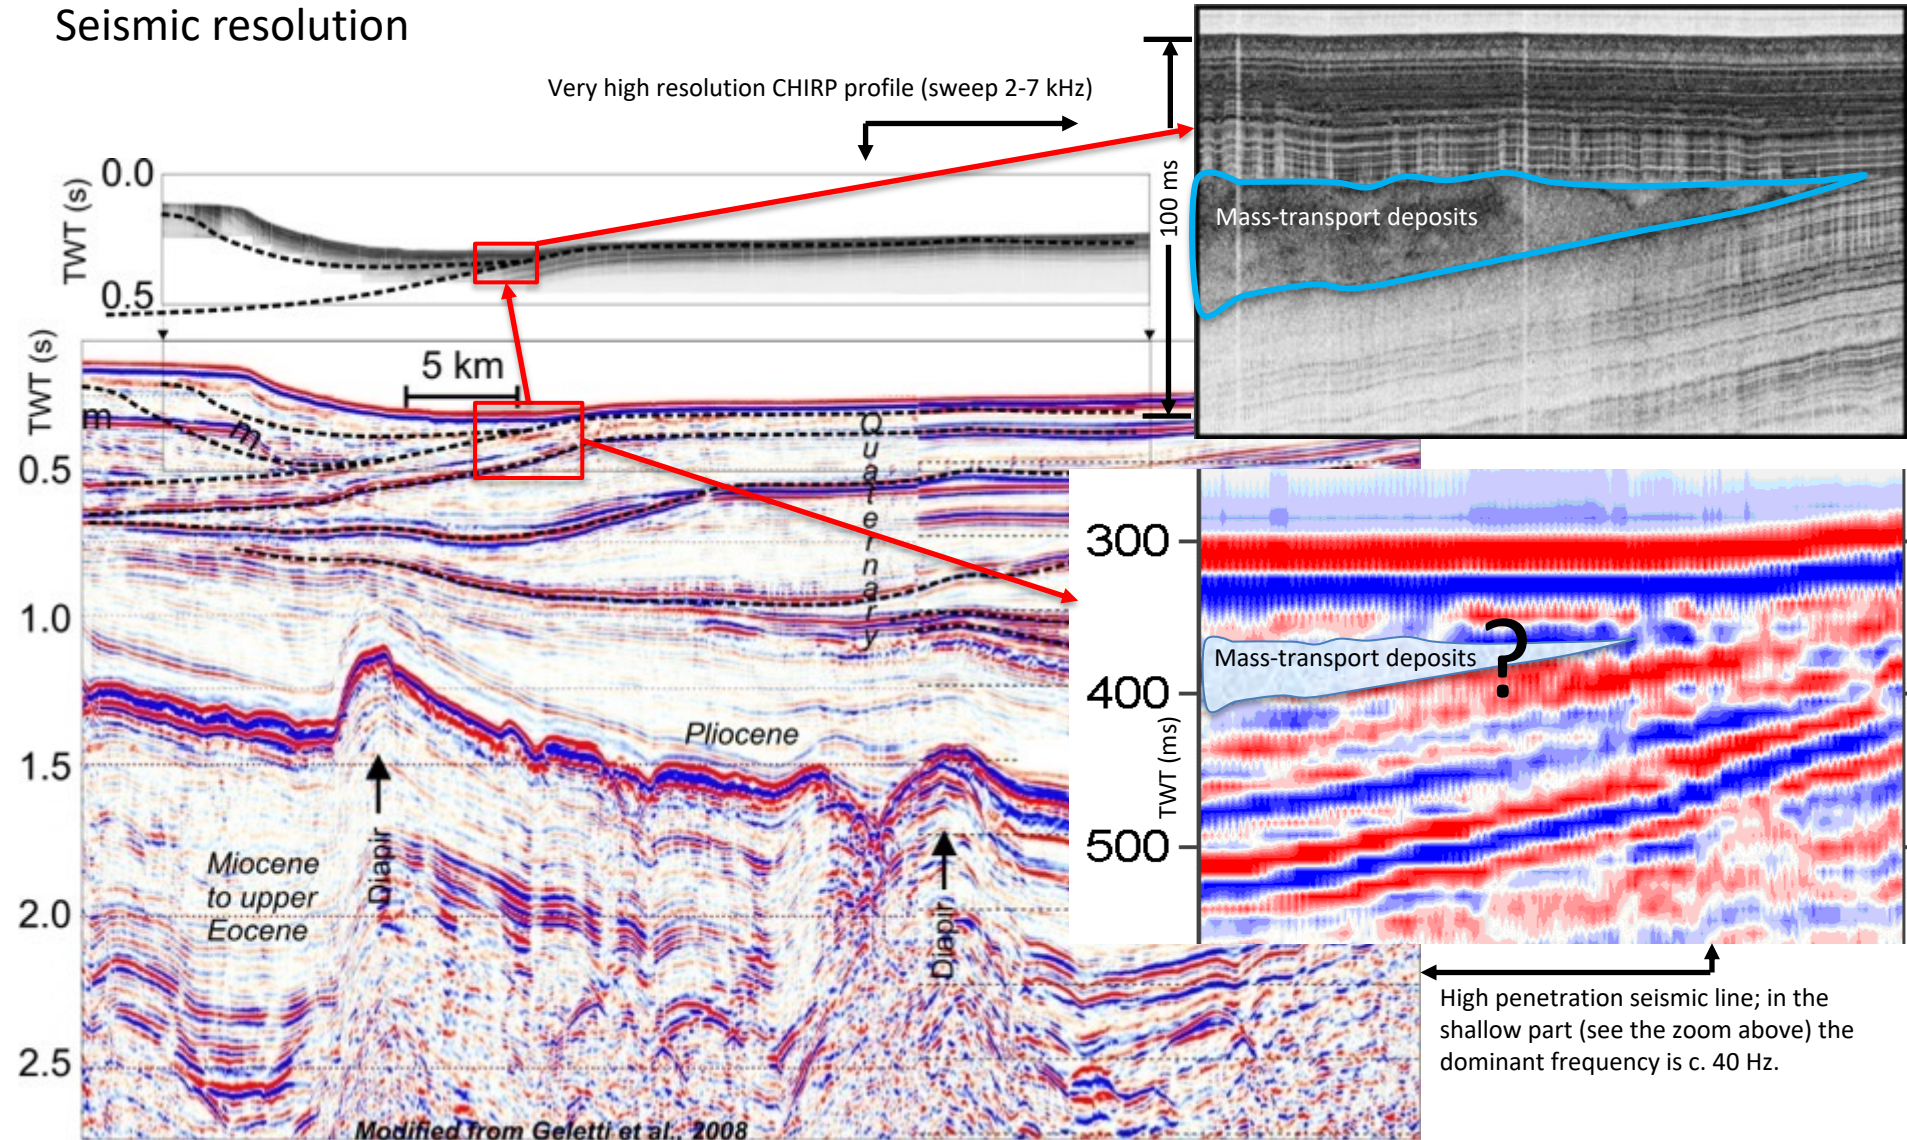 Seismic resolution
Very high resolution CHIRP profile (sweep 2-7 kHz)
100 ms
Mass-transport deposits
TWT (s)
0.0
0.5
TWT (s)
5 km
m
m
0.5
1.0
1.5
2.0
2.5
Quaternary
Pliocene
Miocene
to upper
Eocene
Diapir
Diapir
Modified from Geletti et al., 2008
300
400
500
TWT (ms)
Mass-transport deposits
?
High penetration seismic line; in the
shallow part (see the zoom above) the
dominant frequency is c. 40 Hz.